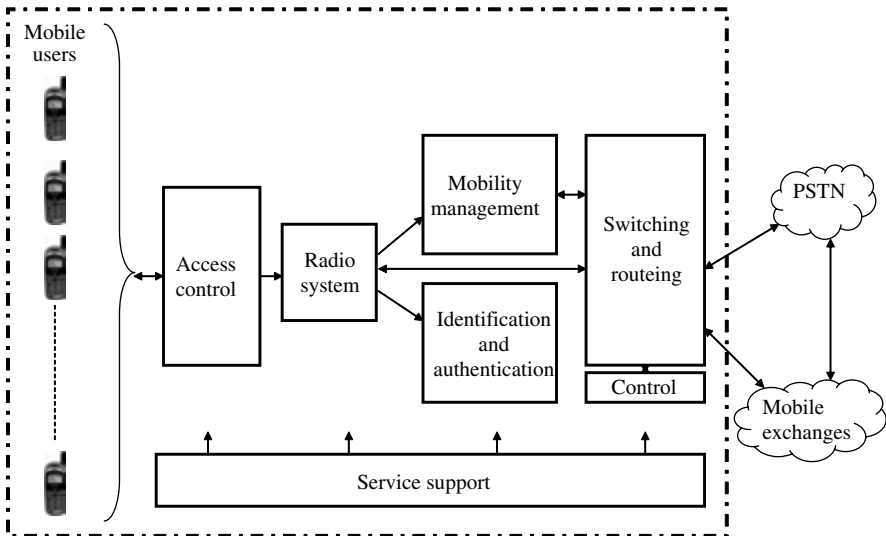 Mobile
users
Access
control
Radio
system
Mobility
management
Identification
and
authentication
Switching
and
routeing
Control
Service support
PSTN
Mobile
exchanges